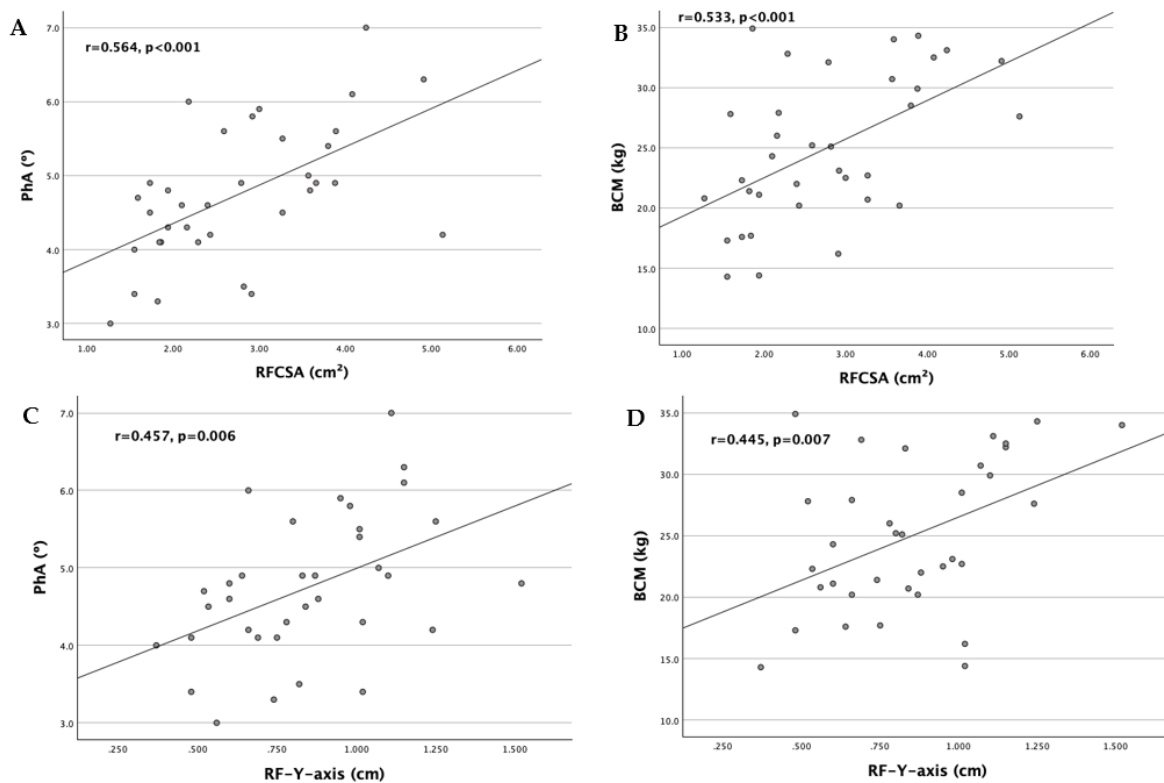 A
r=0.564, p<0.001
7.0
6.0
5.0
4.0
3.0
PhA (º)
1.00 2.00 3.00 4.00 5.00 6.00
RFCSA (cm²)
B
r=0.533, p<0.001
35.0
30.0
25.0
20.0
15.0
10.0
BCM (kg)
1.00 2.00 3.00 4.00 5.00 6.00
RFCSA (cm²)
C
r=0.457, p=0.006
7.0
6.0
5.0
4.0
3.0
PhA (º)
.250 .500 .750 1.000 1.250 1.500
RF-Y-axis (cm)
D
r=0.445, p=0.007
35.0
30.0
25.0
20.0
15.0
10.0
BCM (kg)
.250 .500 .750 1.000 1.250 1.500
RF-Y-axis (cm)